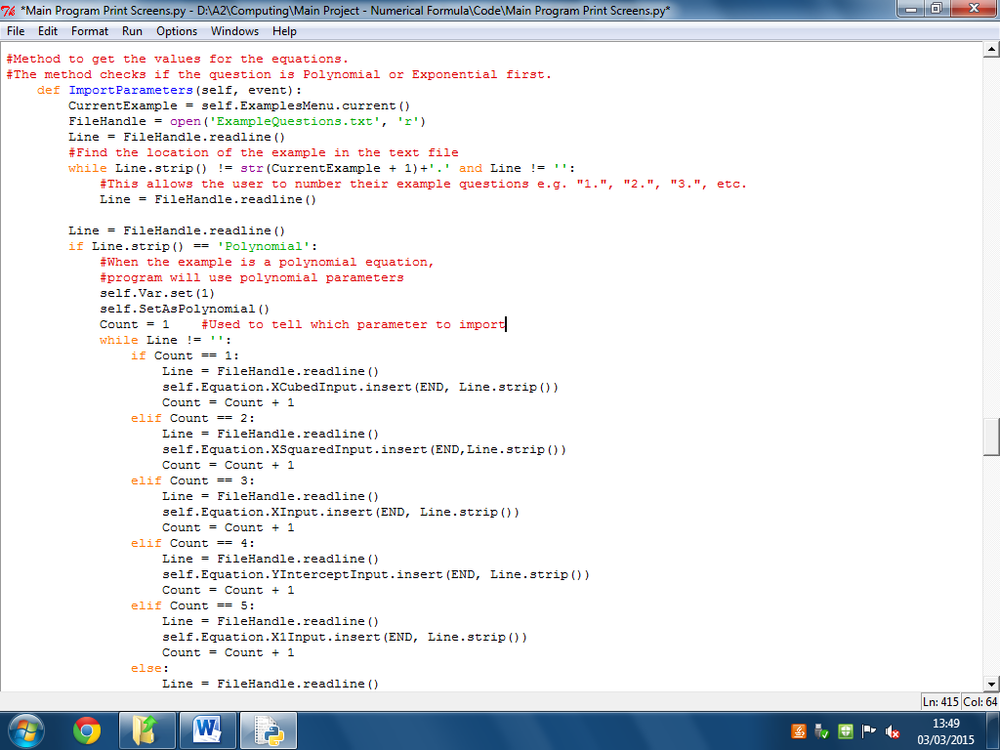 *Main Program Print Screens.py - D:\A2\Computing\Main Project - Numerical Formula\Code\Main Program Print Screens.py*
File Edit Format Run Options Windows Help
#Method to get the values for the equations.
#The method checks if the question is Polynomial or Exponential first.
    def ImportParameters(self, event):
        CurrentExample = self.ExamplesMenu.current()
        FileHandle = open('ExampleQuestions.txt', 'r')
        Line = FileHandle.readline()
        #Find the location of the example in the text file
        while Line.strip() != str(CurrentExample + 1)+'.' and Line != '':
            #This allows the user to number their example questions e.g. "1.", "2.", "3.", etc.
            Line = FileHandle.readline()

        Line = FileHandle.readline()
        if Line.strip() == 'Polynomial':
            #When the example is a polynomial equation,
            #program will use polynomial parameters
            self.Var.set(1)
            self.SetAsPolynomial()
            Count = 1    #Used to tell which parameter to import
            while Line != '':
                if Count == 1:
                    Line = FileHandle.readline()
                    self.Equation.XCubedInput.insert(END, Line.strip())
                    Count = Count + 1
                elif Count == 2:
                    Line = FileHandle.readline()
                    self.Equation.XSquaredInput.insert(END,Line.strip())
                    Count = Count + 1
                elif Count == 3:
                    Line = FileHandle.readline()
                    self.Equation.XInput.insert(END, Line.strip())
                    Count = Count + 1
                elif Count == 4:
                    Line = FileHandle.readline()
                    self.Equation.YInterceptInput.insert(END, Line.strip())
                    Count = Count + 1
                elif Count == 5:
                    Line = FileHandle.readline()
                    self.Equation.X1Input.insert(END, Line.strip())
                    Count = Count + 1
                else:
                    Line = FileHandle.readline()
Ln: 415 Col: 64
13:49
03/03/2015